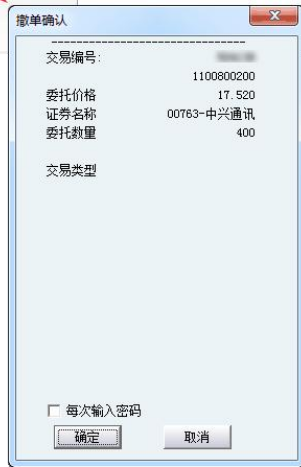 撤单确认
交易编号:
1100800200
委托价格 17.520
证券名称 00763-中兴通讯
委托数量 400
交易类型
每次输入密码
确定 取消